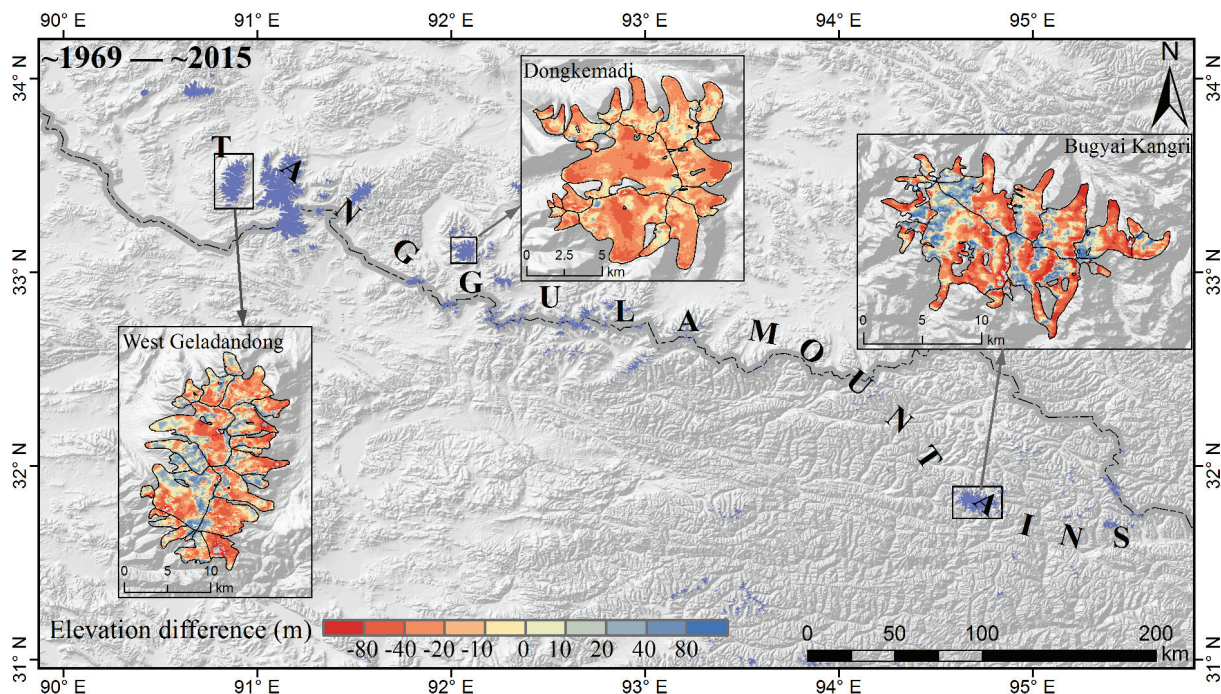 90° E 91° E 92° E 93° E 94° E 95° E
~1969 — ~2015
N
34° N 34° N
Dongkemadi
0 2.5 5
km
Bugyai Kangri
0 5 10
km
TANGGULA MOUNTAINS
33° N 33° N
West Geladandong
0 5 10
km
32° N 32° N
Elevation difference (m)
-80 -40 -20 -10 0 10 20 40 80
0 50 100 200
km
31° N 31° N
90° E 91° E 92° E 93° E 94° E 95° E